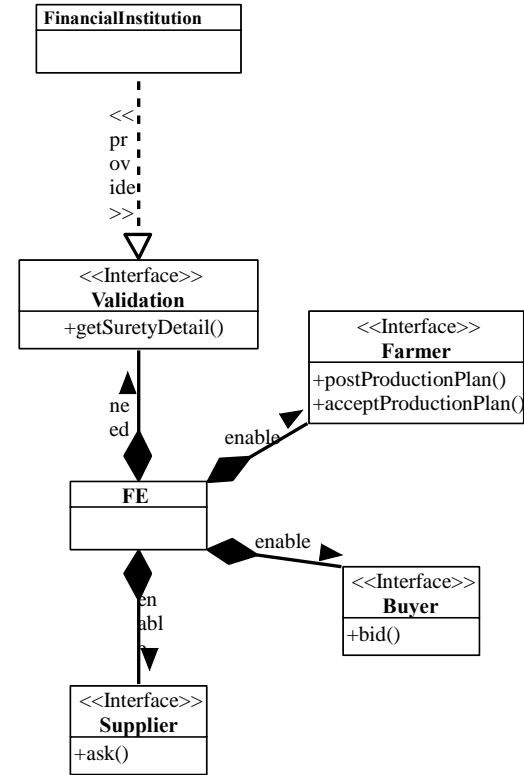 FinancialInstitution
<<
pr
ov
ide
>>
<<Interface>>
Validation
+getSuretyDetail()
<<Interface>>
Farmer
+postProductionPlan()
+acceptProductionPlan()
ne
ed
enable
FE
enable
<<Interface>>
Buyer
+bid()
en
abl
<<Interface>>
Supplier
+ask()